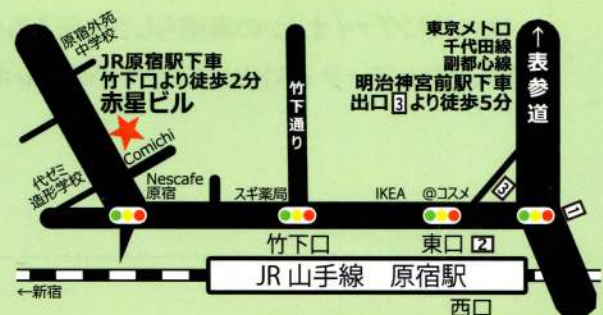 原宿外苑
中学校
JR原宿駅下車
竹下口より徒歩2分
赤星ビル
Comichi
代ゼミ
造形学校
Nescafe
原宿
スギ薬局
竹下通り
東京メトロ
千代田線
副都心線
明治神宮前駅下車
出口3より徒歩5分
←表参道
IKEA
@コスメ
3
1
竹下口
東口 2
JR 山手線 原宿駅
←新宿
西口